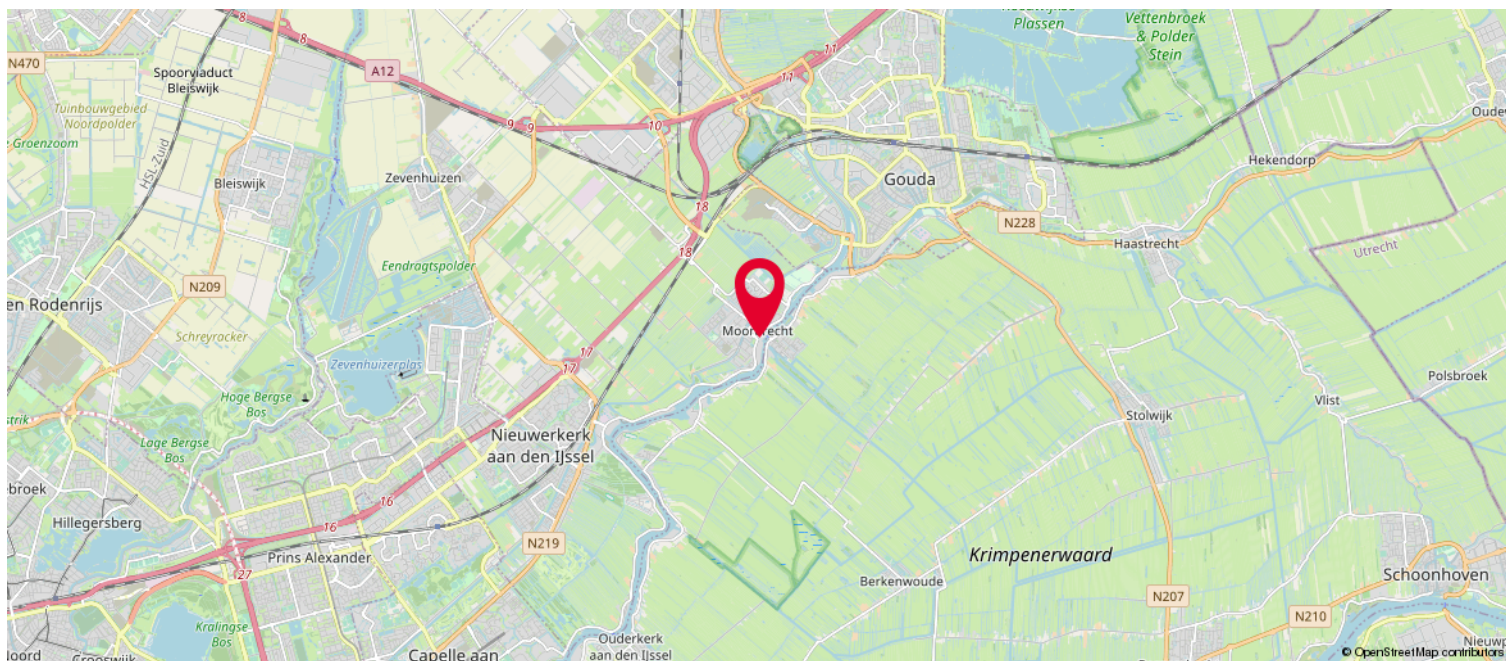 8
8
11
Plassen
Vettenbroek
& Polder
Stein
N470
Spoorviaduct
Bleiswijk
A12
11
Tuinbouwgebied
Noordpolder
9
9
10
Groenzoom
HSL-Zuid
Bleiswijk
Zevenhuizen
Gouda
Hekendorp
18
N228
Haastrecht
Utrecht
18
Eendragtspolder
N209
en Rodenrijs
Schreyracker
17
17
Zevenhuizerplas
Polsbroek
Hoge Bergse
Bos
Vlist
Stolwijk
Lage Bergse
Bos
Nieuwerkerk
aan den IJssel
16
16
Hillegersberg
Prins Alexander
N219
27
Krimpenerwaard
Berkenwoude
Schoonhoven
N207
N210
Kralingse
Bos
Ouderkerk
aan den IJssel
Capelle aan
© OpenStreetMap contributors